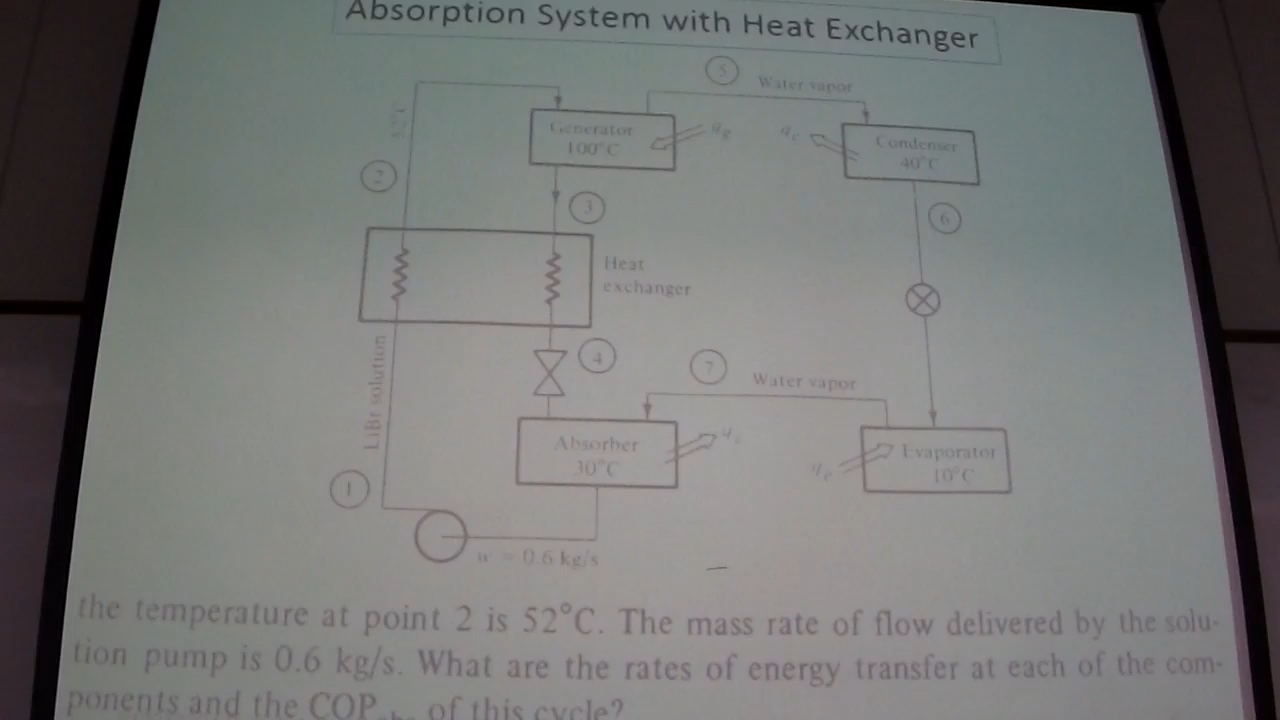 Absorption System with Heat Exchanger
5
Water vapor
52°C
Generator
100°C
q g
q c
Condenser
40°C
2
3
6
Heat
exchanger
LiBr solution
4
7
Water vapor
Absorber
30°C
q
q e
Evaporator
10°C
1
w = 0.6 kg/s
the temperature at point 2 is 52°C. The mass rate of flow delivered by the solu-
tion pump is 0.6 kg/s. What are the rates of energy transfer at each of the com-
ponents and the COP of this cycle?